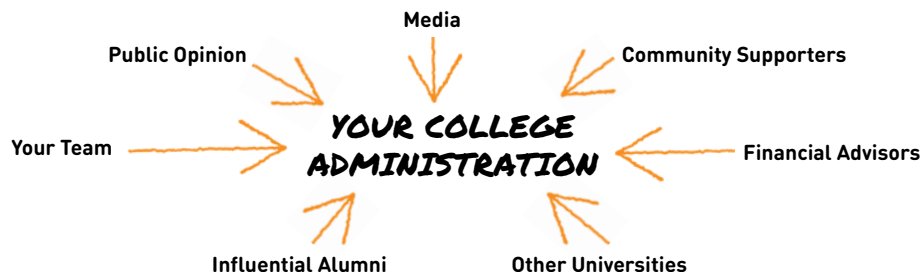 Media
Public Opinion
Community Supporters
YOUR COLLEGE
ADMINISTRATION
Your Team
Financial Advisors
Influential Alumni
Other Universities